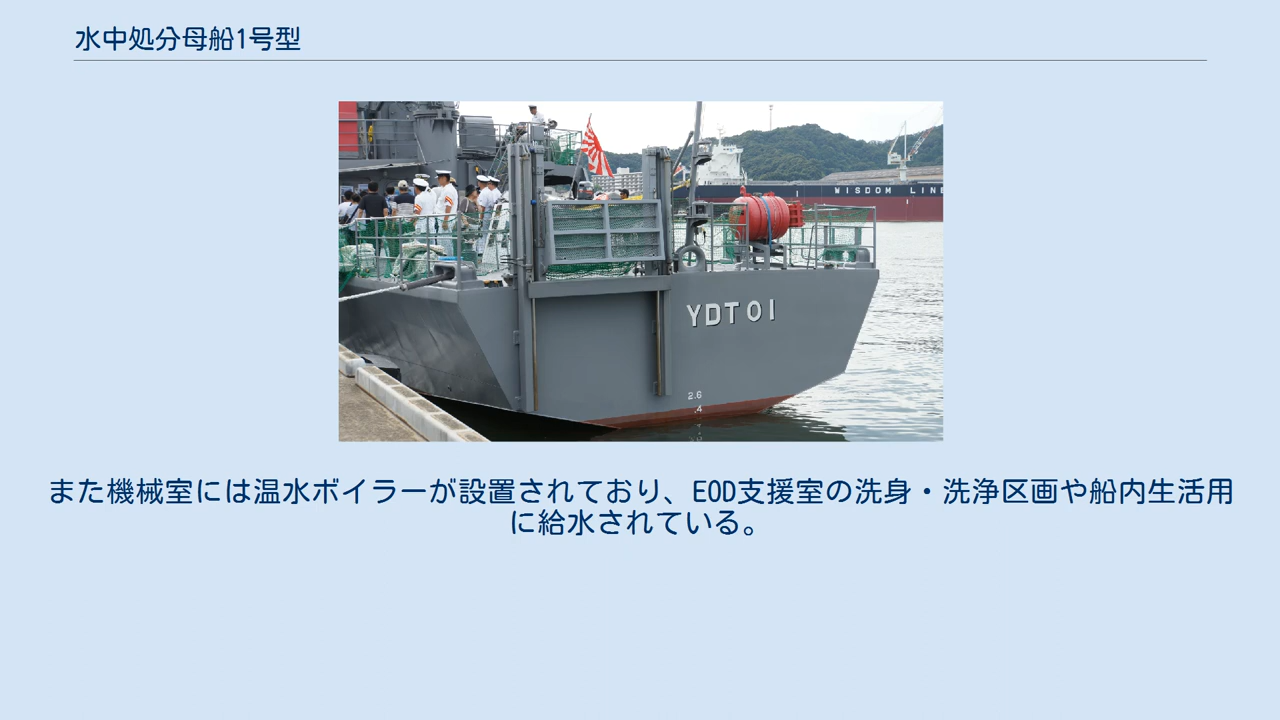 水中処分母船1号型
WISDOM LINE
YDT01
2.6
.4
また機械室には温水ボイラーが設置されており、EOD支援室の洗身・洗浄区画や船内生活用
に給水されている。